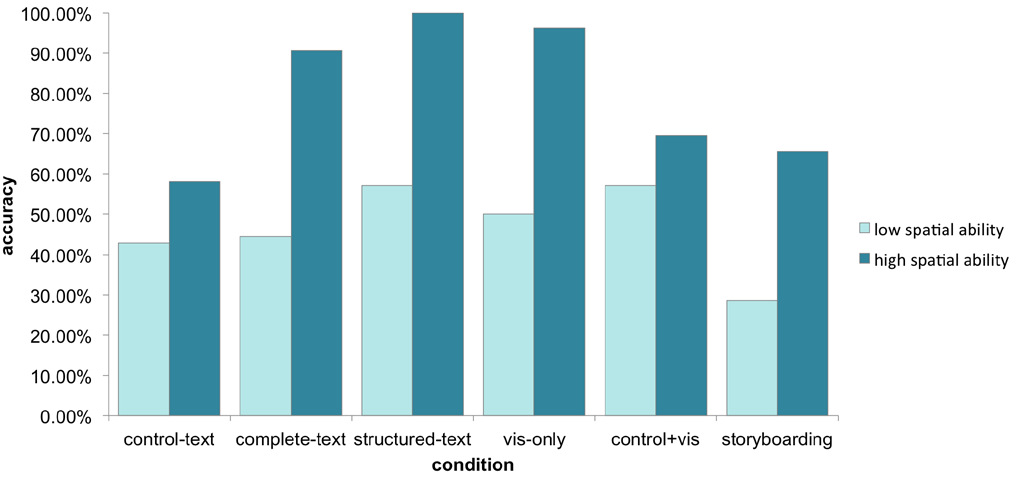 100.00%
90.00%
80.00%
70.00%
60.00%
50.00%
40.00%
30.00%
20.00%
10.00%
0.00%
accuracy
control-text complete-text structured-text vis-only control+vis storyboarding
condition
low spatial ability
high spatial ability